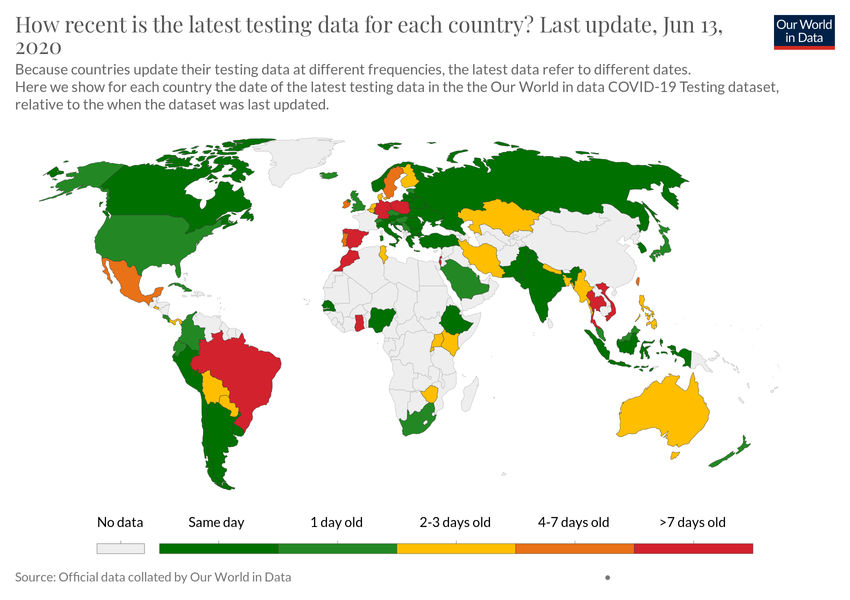 How recent is the latest testing data for each country? Last update, Jun 13,
2020
Our World
in Data
Because countries update their testing data at different frequencies, the latest data refer to different dates.
Here we show for each country the date of the latest testing data in the the Our World in data COVID-19 Testing dataset,
relative to the when the dataset was last updated.
No data
Same day
1 day old
2-3 days old
4-7 days old
>7 days old
Source: Official data collated by Our World in Data